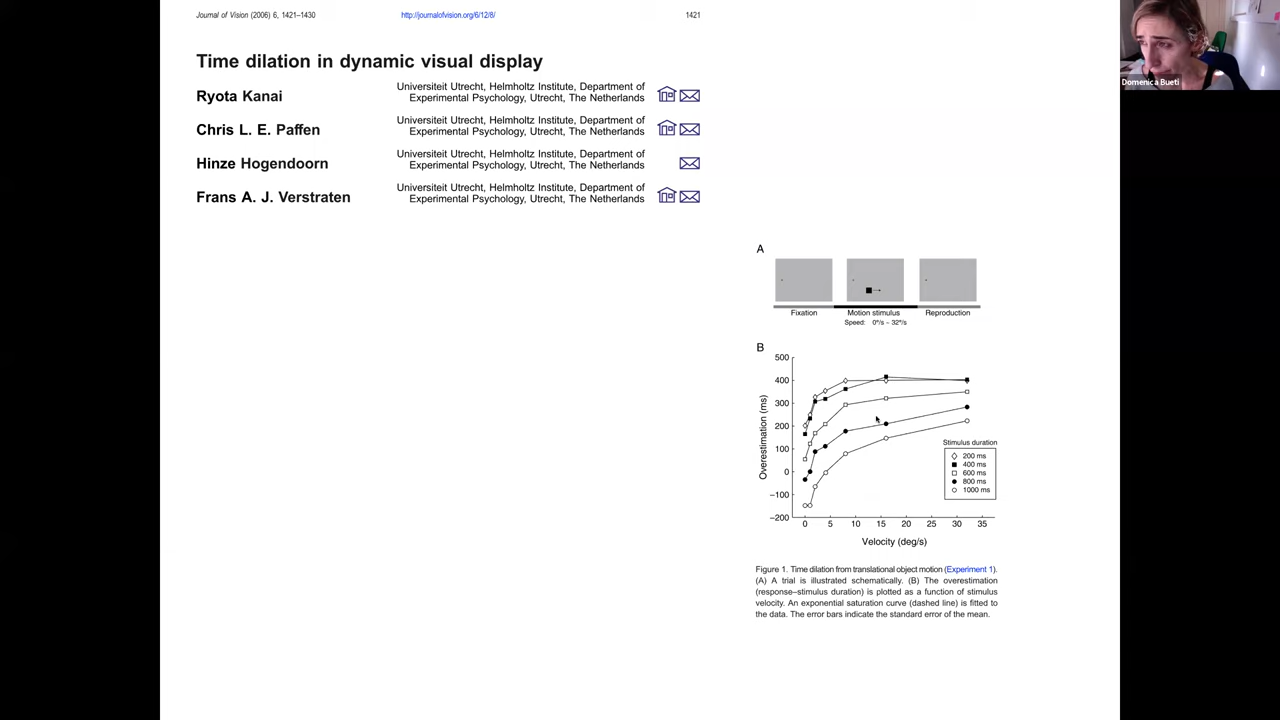 Journal of Vision (2006) 6, 1421–1430
http://journalofvision.org/6/12/8/
1421
Domenica Bueti
Time dilation in dynamic visual display
Ryota Kanai
Universiteit Utrecht, Helmholtz Institute, Department of
Experimental Psychology, Utrecht, The Netherlands
Chris L. E. Paffen
Universiteit Utrecht, Helmholtz Institute, Department of
Experimental Psychology, Utrecht, The Netherlands
Hinze Hogendoorn
Universiteit Utrecht, Helmholtz Institute, Department of
Experimental Psychology, Utrecht, The Netherlands
Frans A. J. Verstraten
Universiteit Utrecht, Helmholtz Institute, Department of
Experimental Psychology, Utrecht, The Netherlands
A
Fixation
Motion stimulus
Reproduction
Speid: 0°/s – 32°/s
B
Overestimation (ms)
500
400
300
200
100
0
−100
−200
0 5 10 15 20 25 30 35
Velocity (deg/s)
Stimulus duration
200 ms
400 ms
600 ms
800 ms
1000 ms
Figure 1. Time dilation from translational object motion (Experiment 1).
(A) A trial is illustrated schematically. (B) The overestimation
(response–stimulus duration) is plotted as a function of stimulus
velocity. An exponential saturation curve (dashed line) is fitted to
the data. The error bars indicate the standard error of the mean.